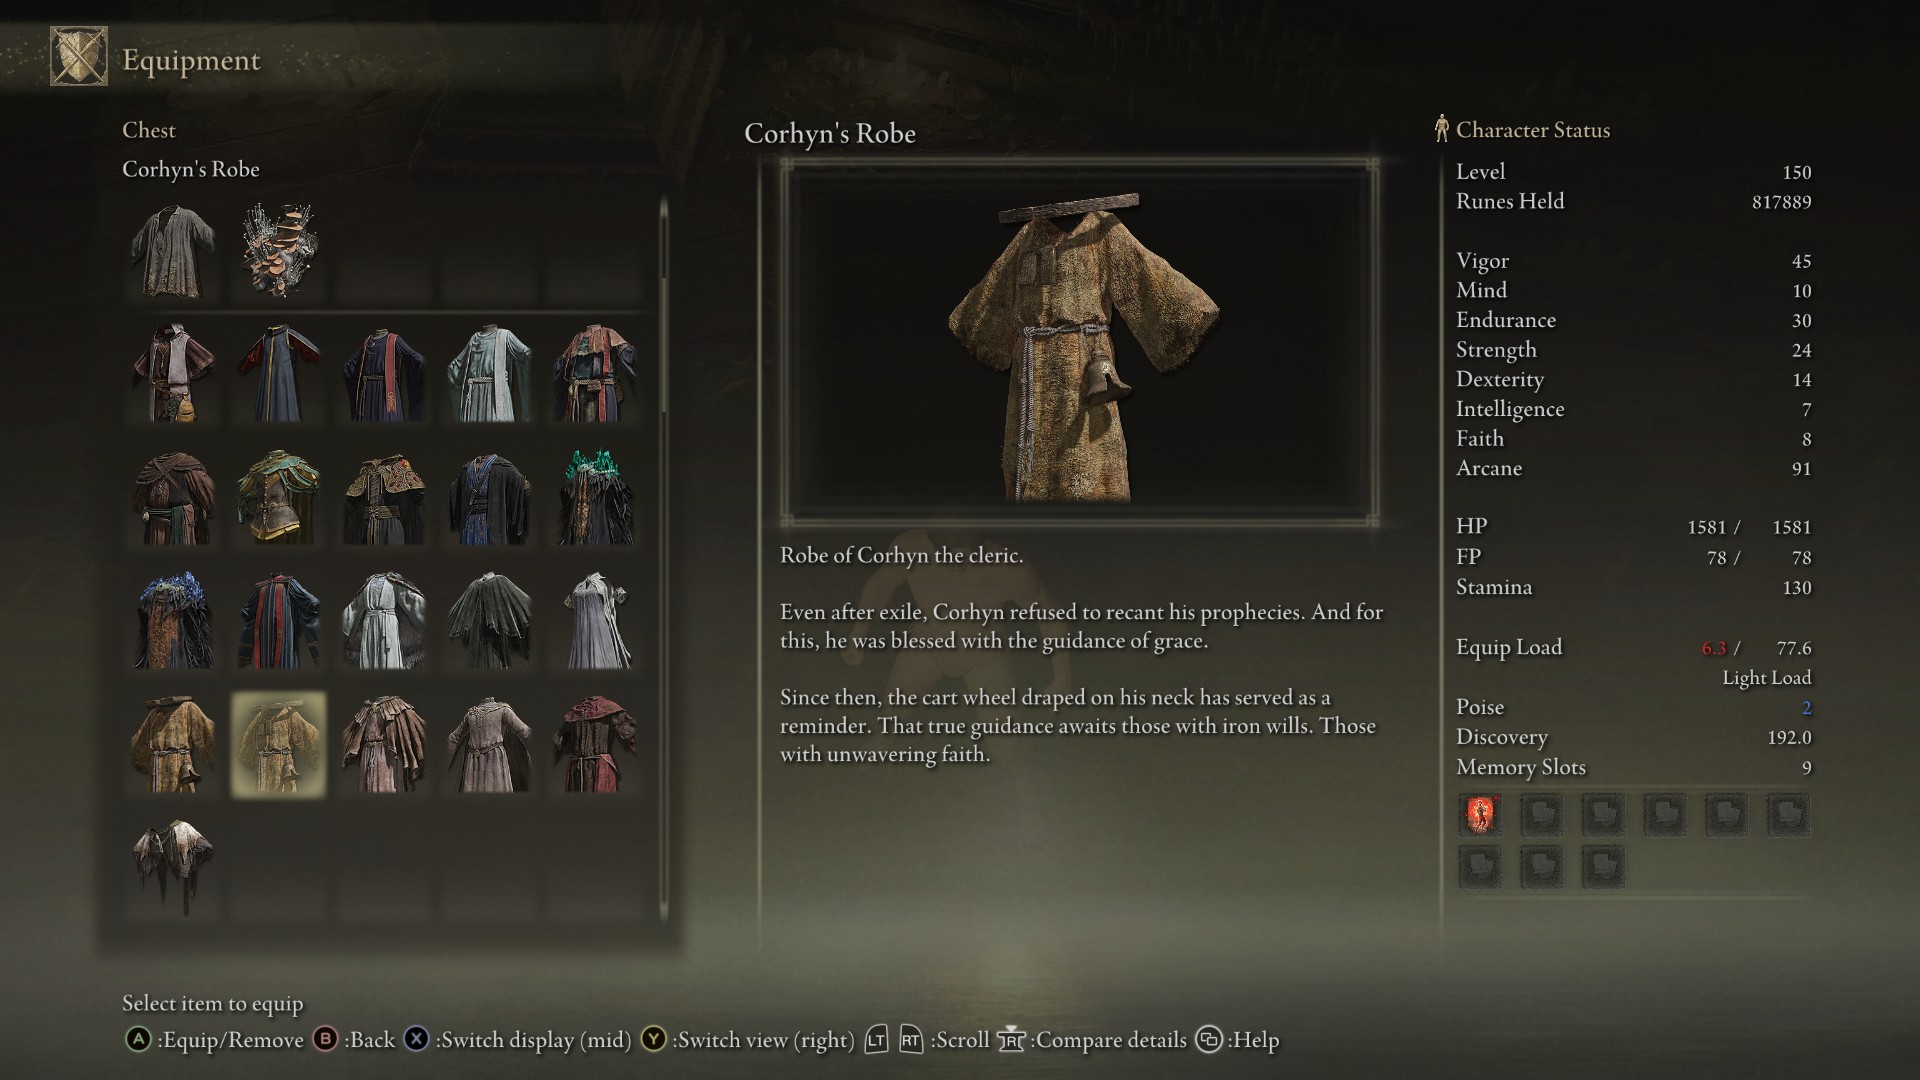 Equipment
Chest
Corhyn's Robe
Corhyn's Robe
Robe of Corhyn the cleric.
Even after exile, Corhyn refused to recant his prophecies. And for
this, he was blessed with the guidance of grace.
Since then, the cart wheel draped on his neck has served as a
reminder. That true guidance awaits those with iron wills. Those
with unwavering faith.
Character Status
Level 150
Runes Held 817889
Vigor 45
Mind 10
Endurance 30
Strength 24
Dexterity 14
Intelligence 7
Faith 8
Arcane 91
HP 1581 / 1581
FP 78 / 78
Stamina 130
Equip Load 6.3 / 77.6
Light Load
Poise 2
Discovery 192.0
Memory Slots 9
Select item to equip
A :Equip/Remove B :Back X :Switch display (mid) Y :Switch view (right) LT RT :Scroll R :Compare details :Help